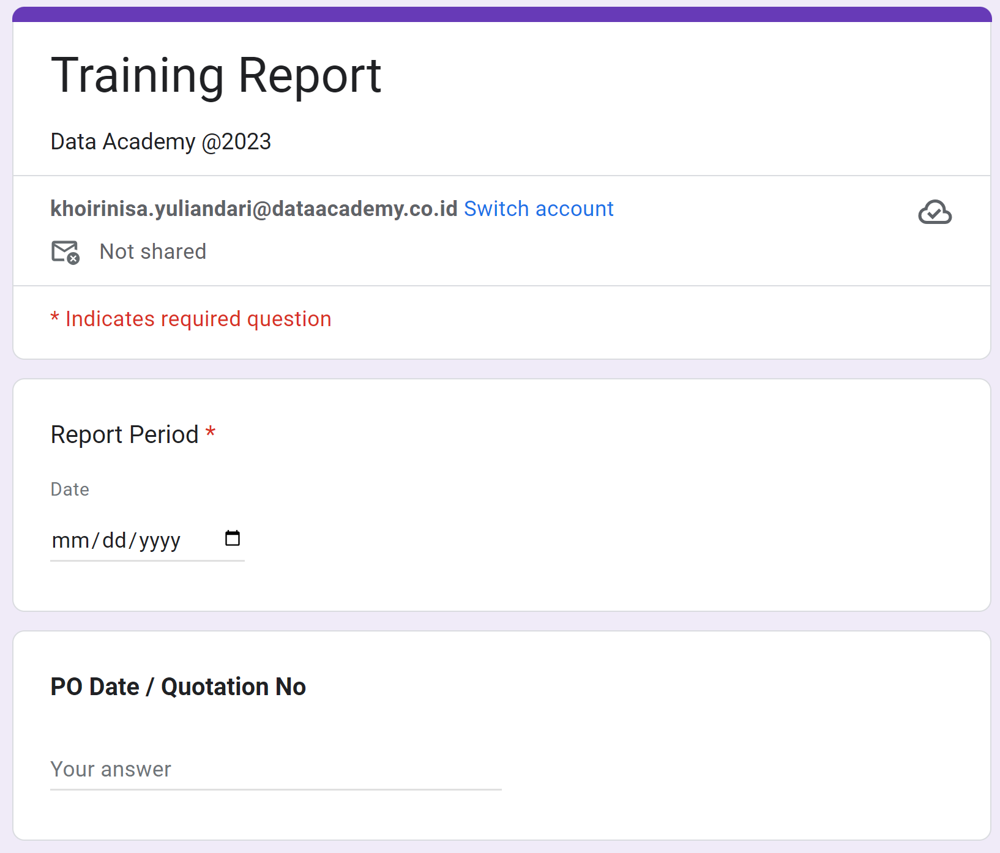 Training Report
Data Academy @2023
khoirinisa.yuliandari@dataacademy.co.id Switch account
Not shared
* Indicates required question
Report Period *
Date
mm/dd/yyyy
PO Date / Quotation No
Your answer